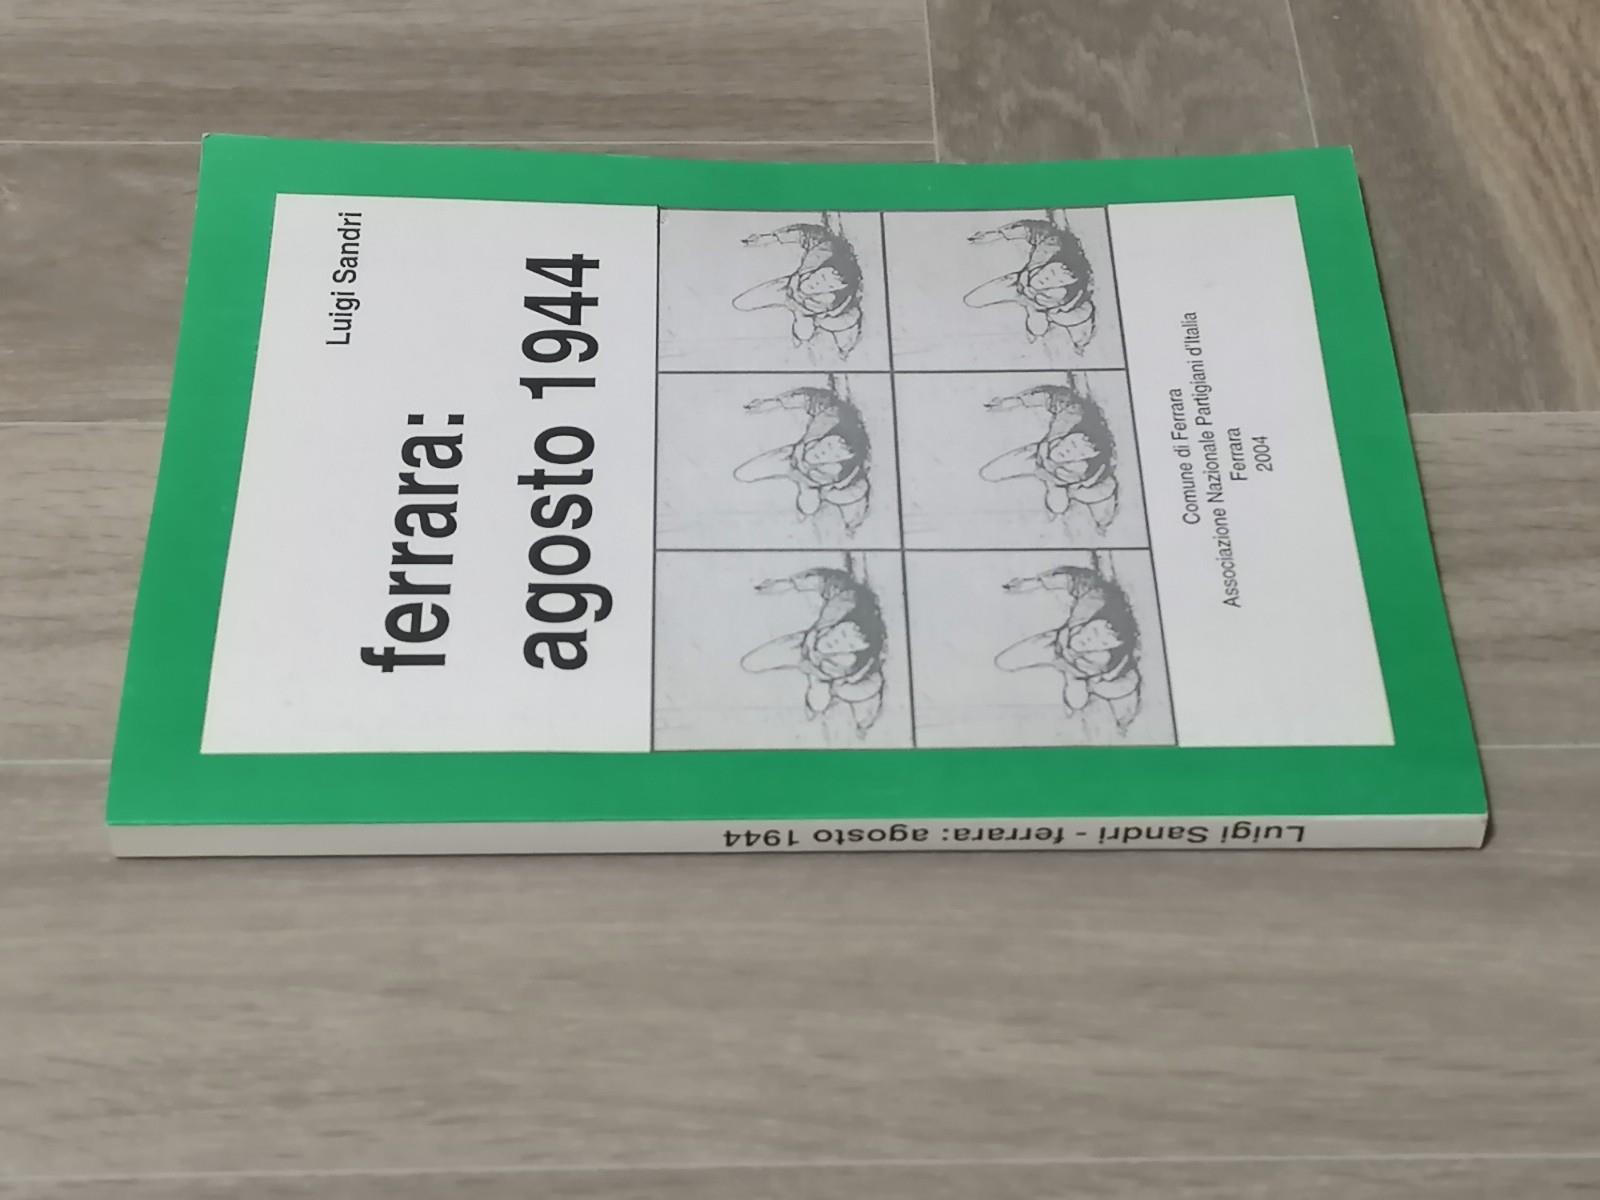 Luigi Sandri
ferrara:
agosto 1944
Comune di Ferrara
Associazione Nazionale Partigiani d'Italia
Ferrara
2004
Luigi Sandri - ferrara: agosto 1944